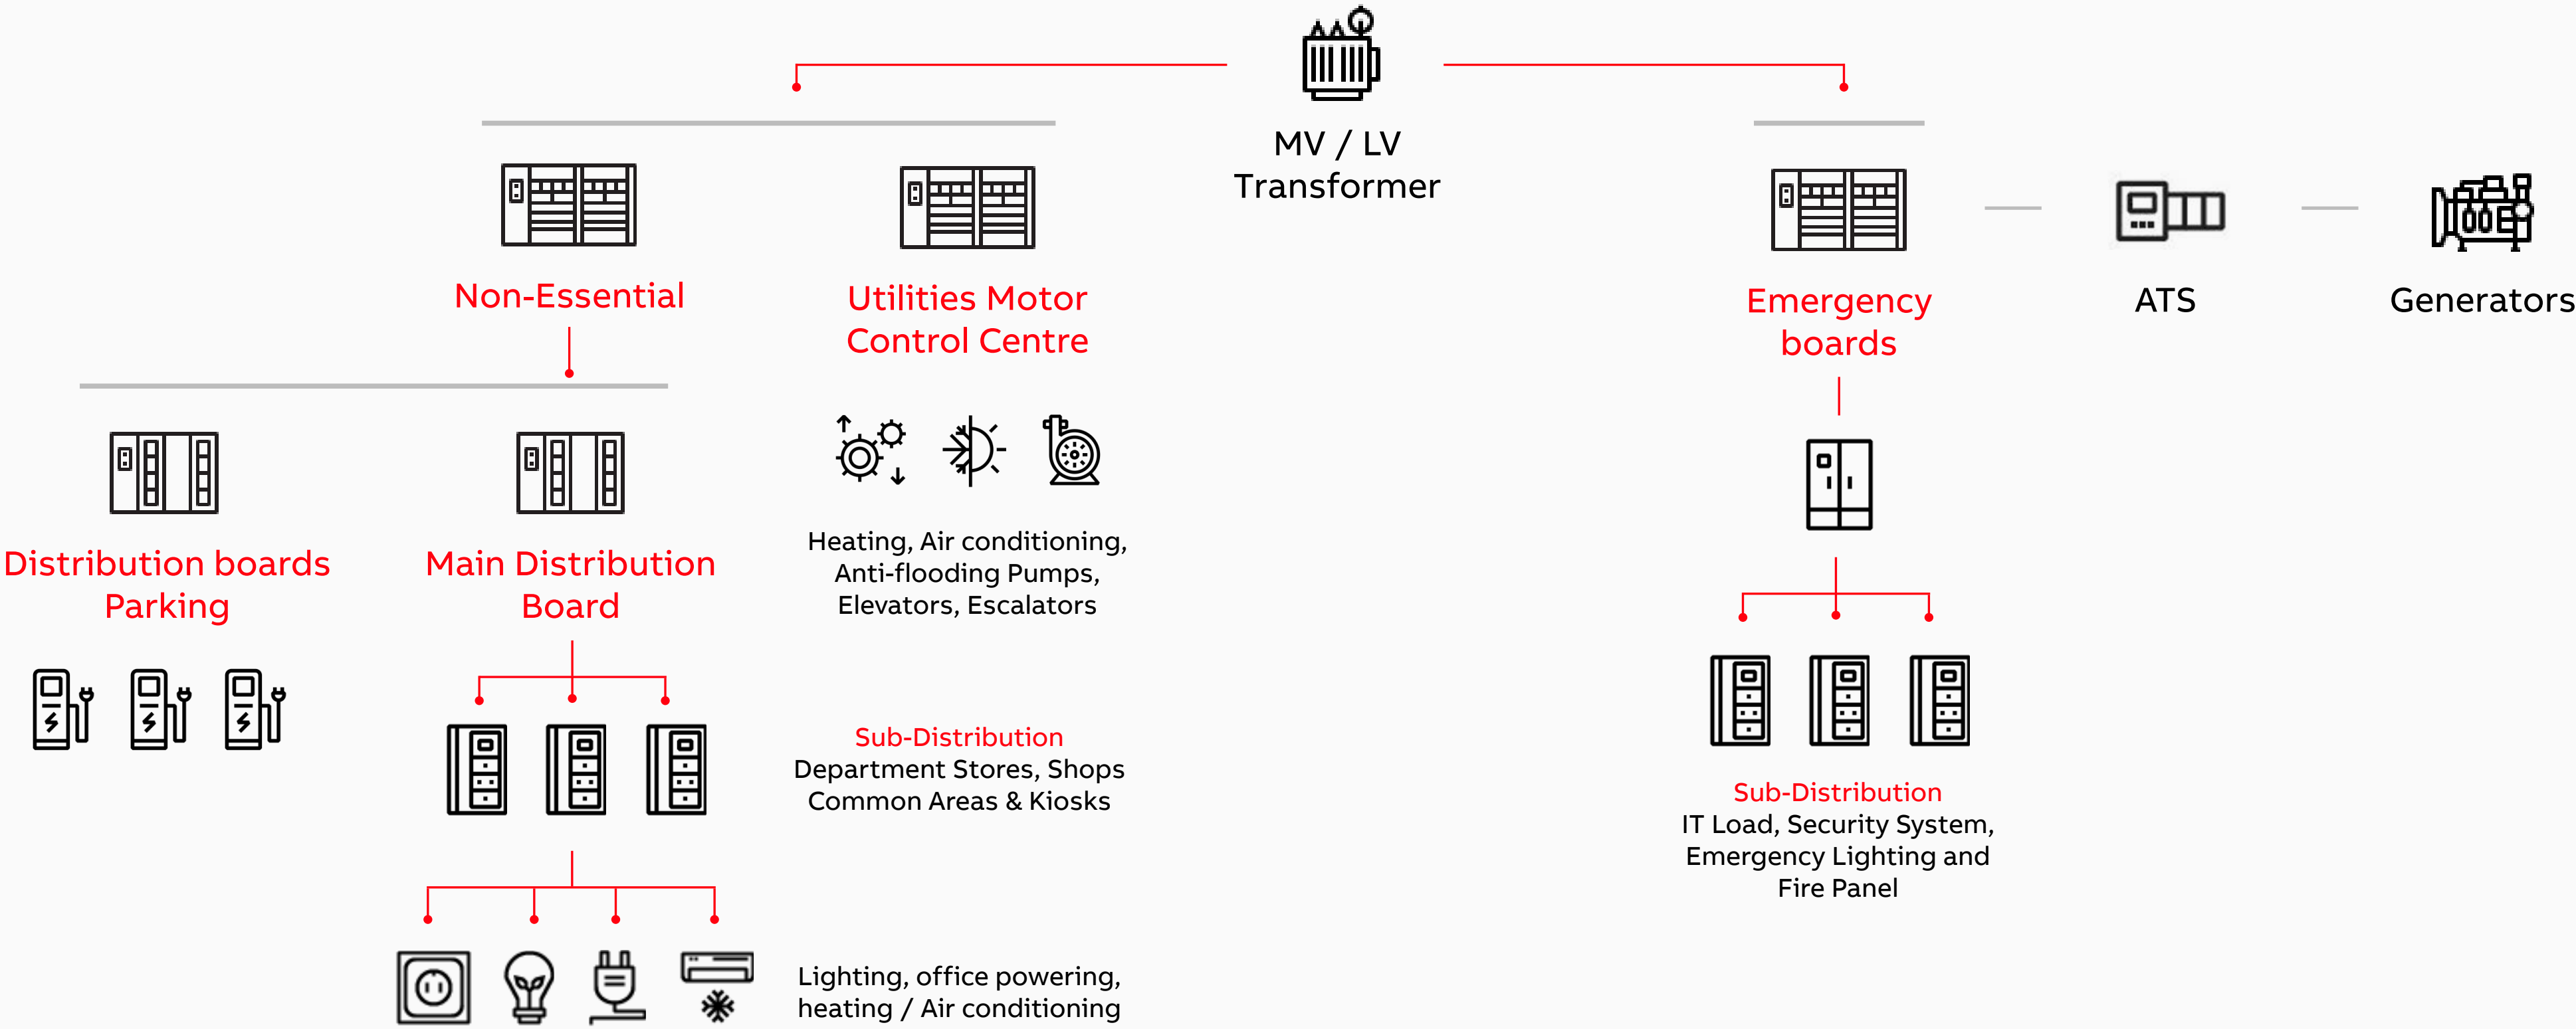 MV / LV
Transformer
Non-Essential
Utilities Motor
Control Centre
Emergency
boards
ATS
Generators
Distribution boards
Parking
Main Distribution
Board
Heating, Air conditioning,
Anti-flooding Pumps,
Elevators, Escalators
Sub-Distribution
Department Stores, Shops
Common Areas & Kiosks
Sub-Distribution
IT Load, Security System,
Emergency Lighting and
Fire Panel
Lighting, office powering,
heating / Air conditioning